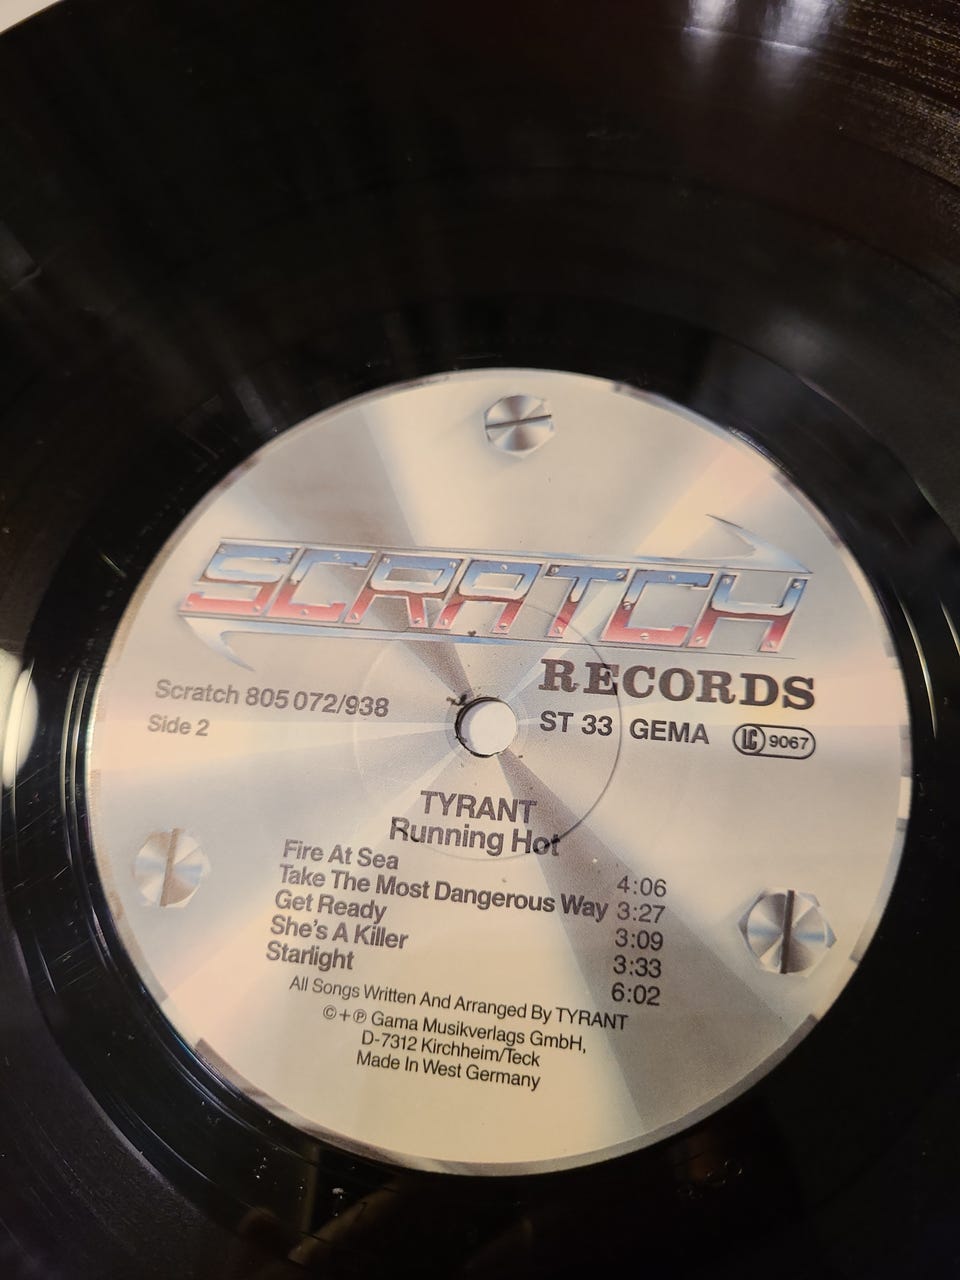 SCRATCH
RECORDS
Scratch 805 072/938
ST 33 GEMA LC 9067
Side 2
TYRANT
Running Hot
Fire At Sea 4:06
Take The Most Dangerous Way 3:27
Get Ready 3:09
She's A Killer 3:33
Starlight 6:02
All Songs Written And Arranged By TYRANT
©+℗ Gama Musikverlags GmbH,
D-7312 Kirchheim/Teck
Made In West Germany